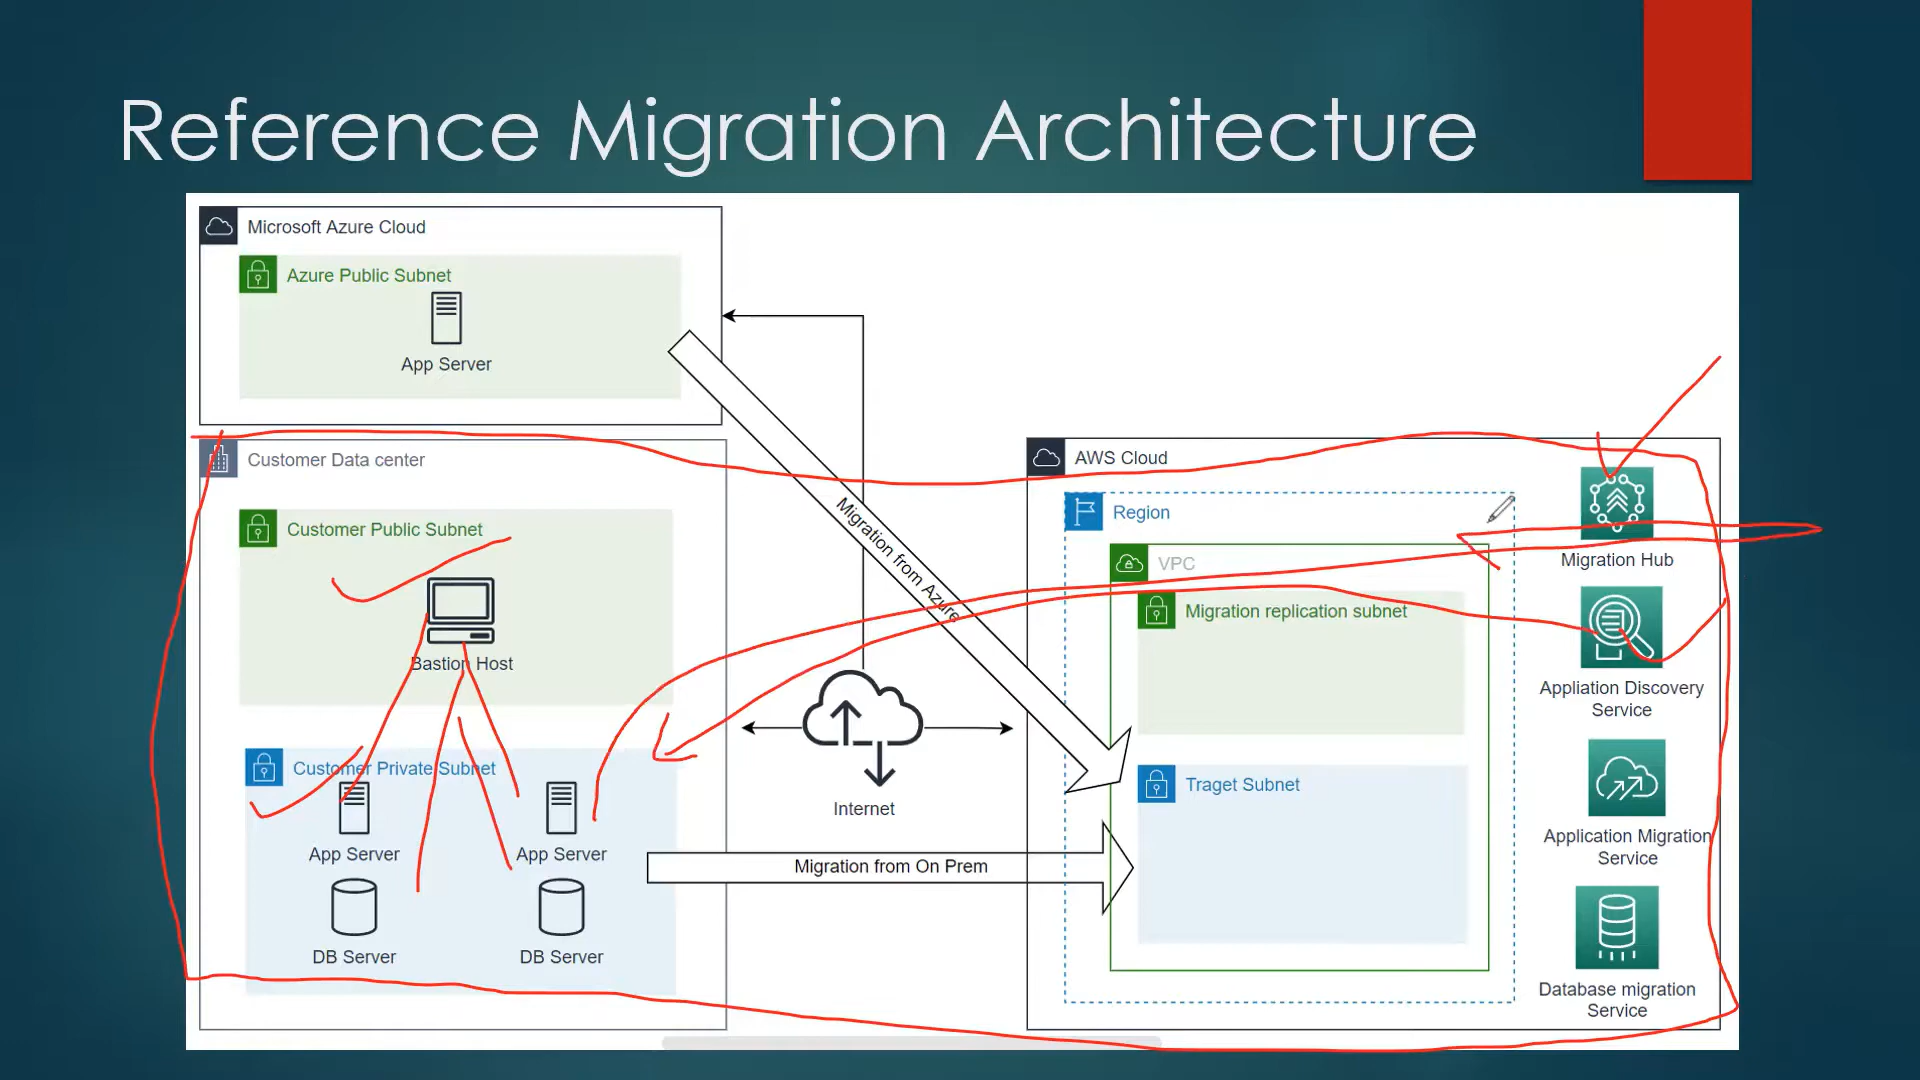 Reference Migration Architecture
Microsoft Azure Cloud
Azure Public Subnet
App Server
Customer Data center
Customer Public Subnet
Bastion Host
Customer Private Subnet
App Server
App Server
DB Server
DB Server
Migration from Azure
Internet
Migration from On Prem
AWS Cloud
Region
VPC
Migration replication subnet
Traget Subnet
Migration Hub
Appliation Discovery
Service
Application Migration
Service
Database migration
Service